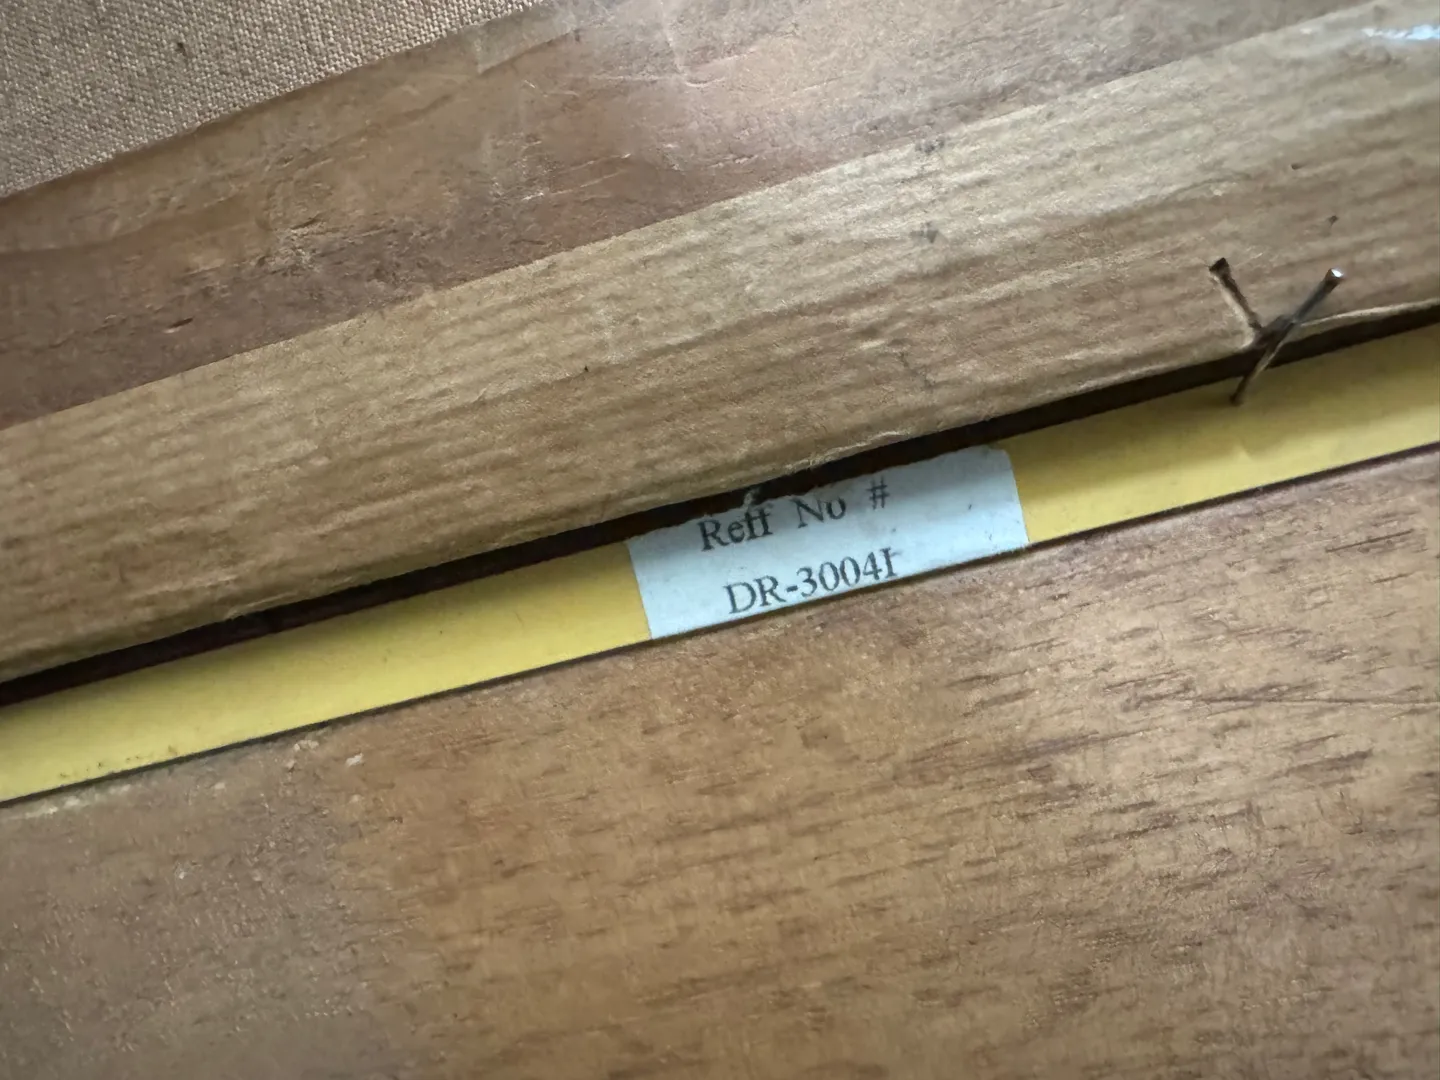 Reff No #
DR-3004I